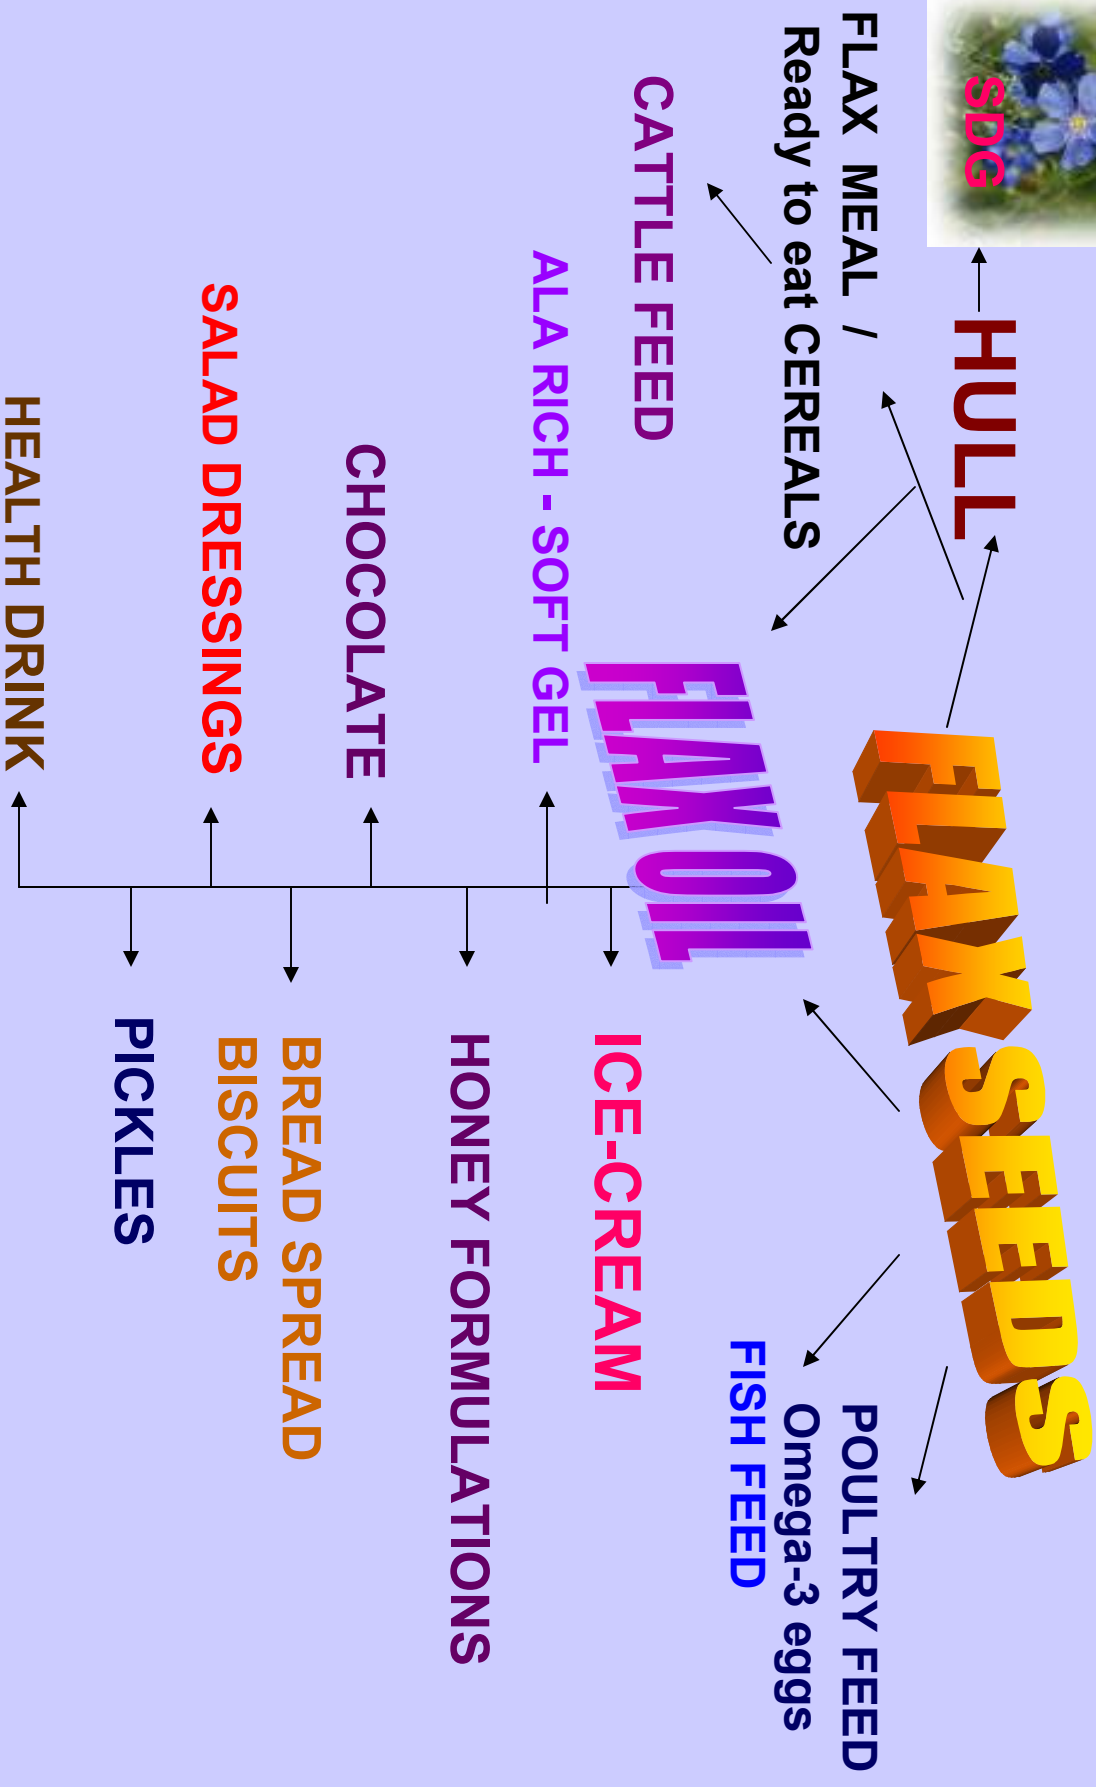 FLAX SEEDS
SDG
HULL
FLAX MEAL /
Ready to eat CEREALS
CATTLE FEED
POULTRY FEED
Omega-3 eggs
FISH FEED
FLAX OIL
ALA RICH - SOFT GEL
ICE-CREAM
HONEY FORMULATIONS
CHOCOLATE
BREAD SPREAD
BISCUITS
SALAD DRESSINGS
PICKLES
HEALTH DRINK